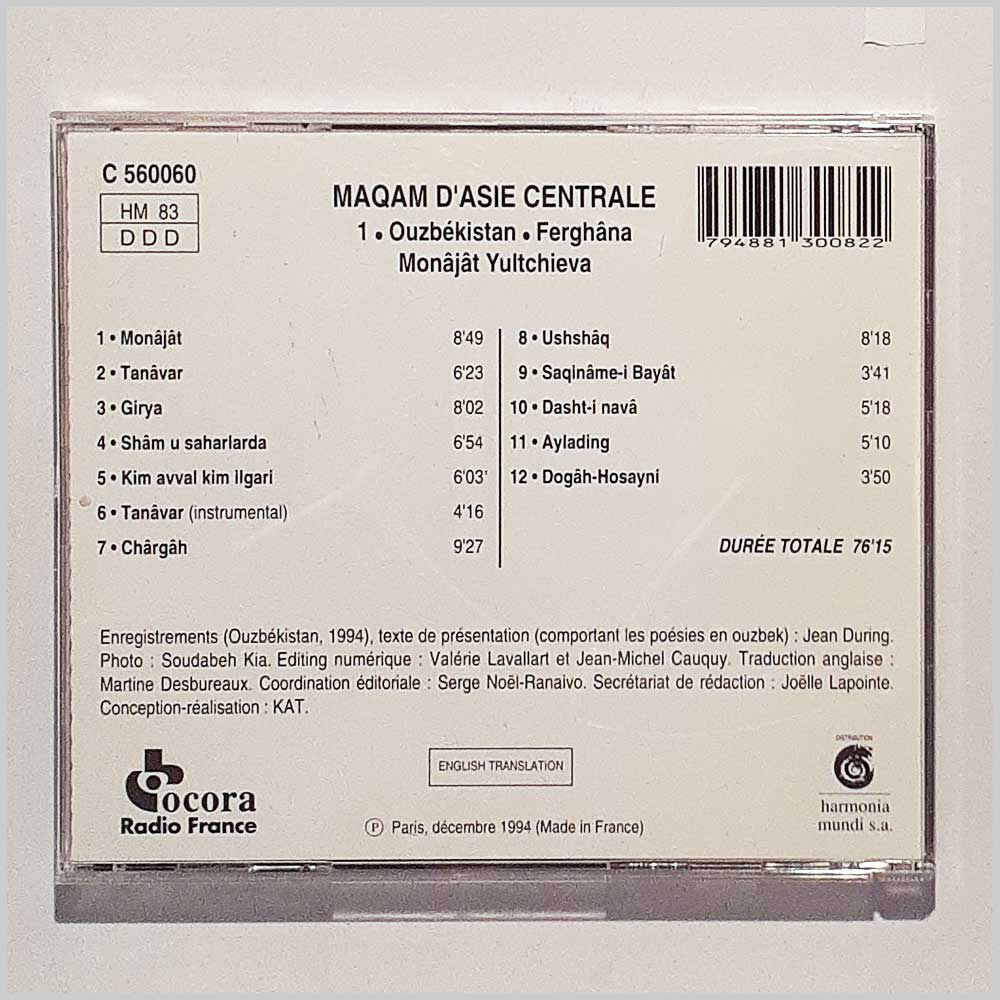 C 560060
HM 83
D D D
MAQAM D'ASIE CENTRALE
1 • Ouzbékistan • Ferghâna
Monâjât Yultchieva
794881 300822
1 • Monâjât 8'49
2 • Tanâvar 6'23
3 • Girya 8'02
4 • Shâm u saharlarda 6'54
5 • Kim avval kim ilgari 6'03'
6 • Tanâvar (instrumental) 4'16
7 • Chârgâh 9'27
8 • Ushshâq 8'18
9 • Saqînâme-i Bayât 3'41
10 • Dasht-i navâ 5'18
11 • Aylading 5'10
12 • Dogâh-Hosayni 3'50
DURÉE TOTALE 76'15
Enregistrements (Ouzbékistan, 1994), texte de présentation (comportant les poésies en ouzbek) : Jean During.
Photo : Soudabeh Kia. Editing numérique : Valérie Lavallart et Jean-Michel Cauquy. Traduction anglaise :
Martine Desbureaux. Coordination éditoriale : Serge Noël-Ranaivo. Secrétariat de rédaction : Joëlle Lapointe.
Conception-réalisation : KAT.
ocora
Radio France
ENGLISH TRANSLATION
℗ Paris, décembre 1994 (Made in France)
DISTRIBUTION
harmonia
mundi s.a.